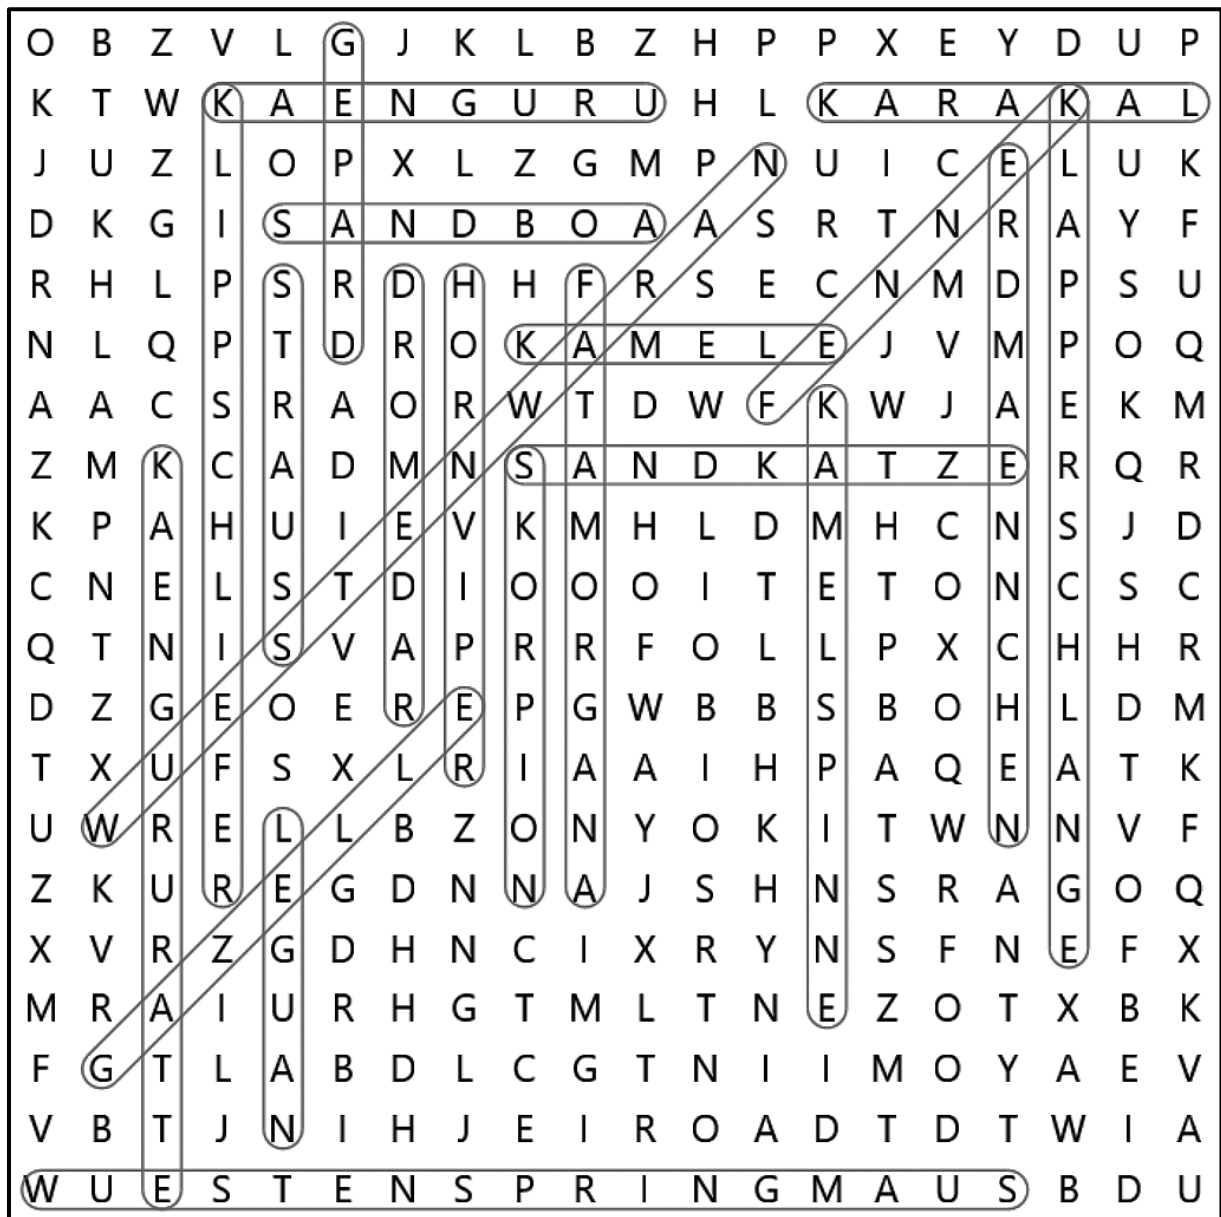 O B Z V L G J K L B Z H P P X E Y D U P
K T W K A E N G U R U H L K A R A K A L
J U Z L O P X L Z G M P N U I C E L U K
D K G I S A N D B O A A S R T N R A Y F
R H L P S R D H H F R S E C N M D P S U
N L Q P T D R O K A M E L E J V M P O Q
A A C S R A O R W T D W F K W J A E K M
Z M K C A D M N S A N D K A T Z E R Q R
K P A H U I E V K M H L D M H C N S J D
C N E L S T D I O O O I T E T O N C S C
Q T N I S V A P R R F O L L P X C H H R
D Z G E O E R E P G W B B S B O H L D M
T X U F S X L R I A A I H P A Q E A T K
U W R E L L B Z O N Y O K I T W N N V F
Z K U R E G D N N A J S H N S R A G O Q
X V R Z G D H N C I X R Y N S F N E F X
M R A I U R H G T M L T N E Z O T X B K
F G T L A B D L C G T N I I M O Y A E V
V B T J N I H J E I R O A D T D T W I A
W U E S T E N S P R I N G M A U S B D U